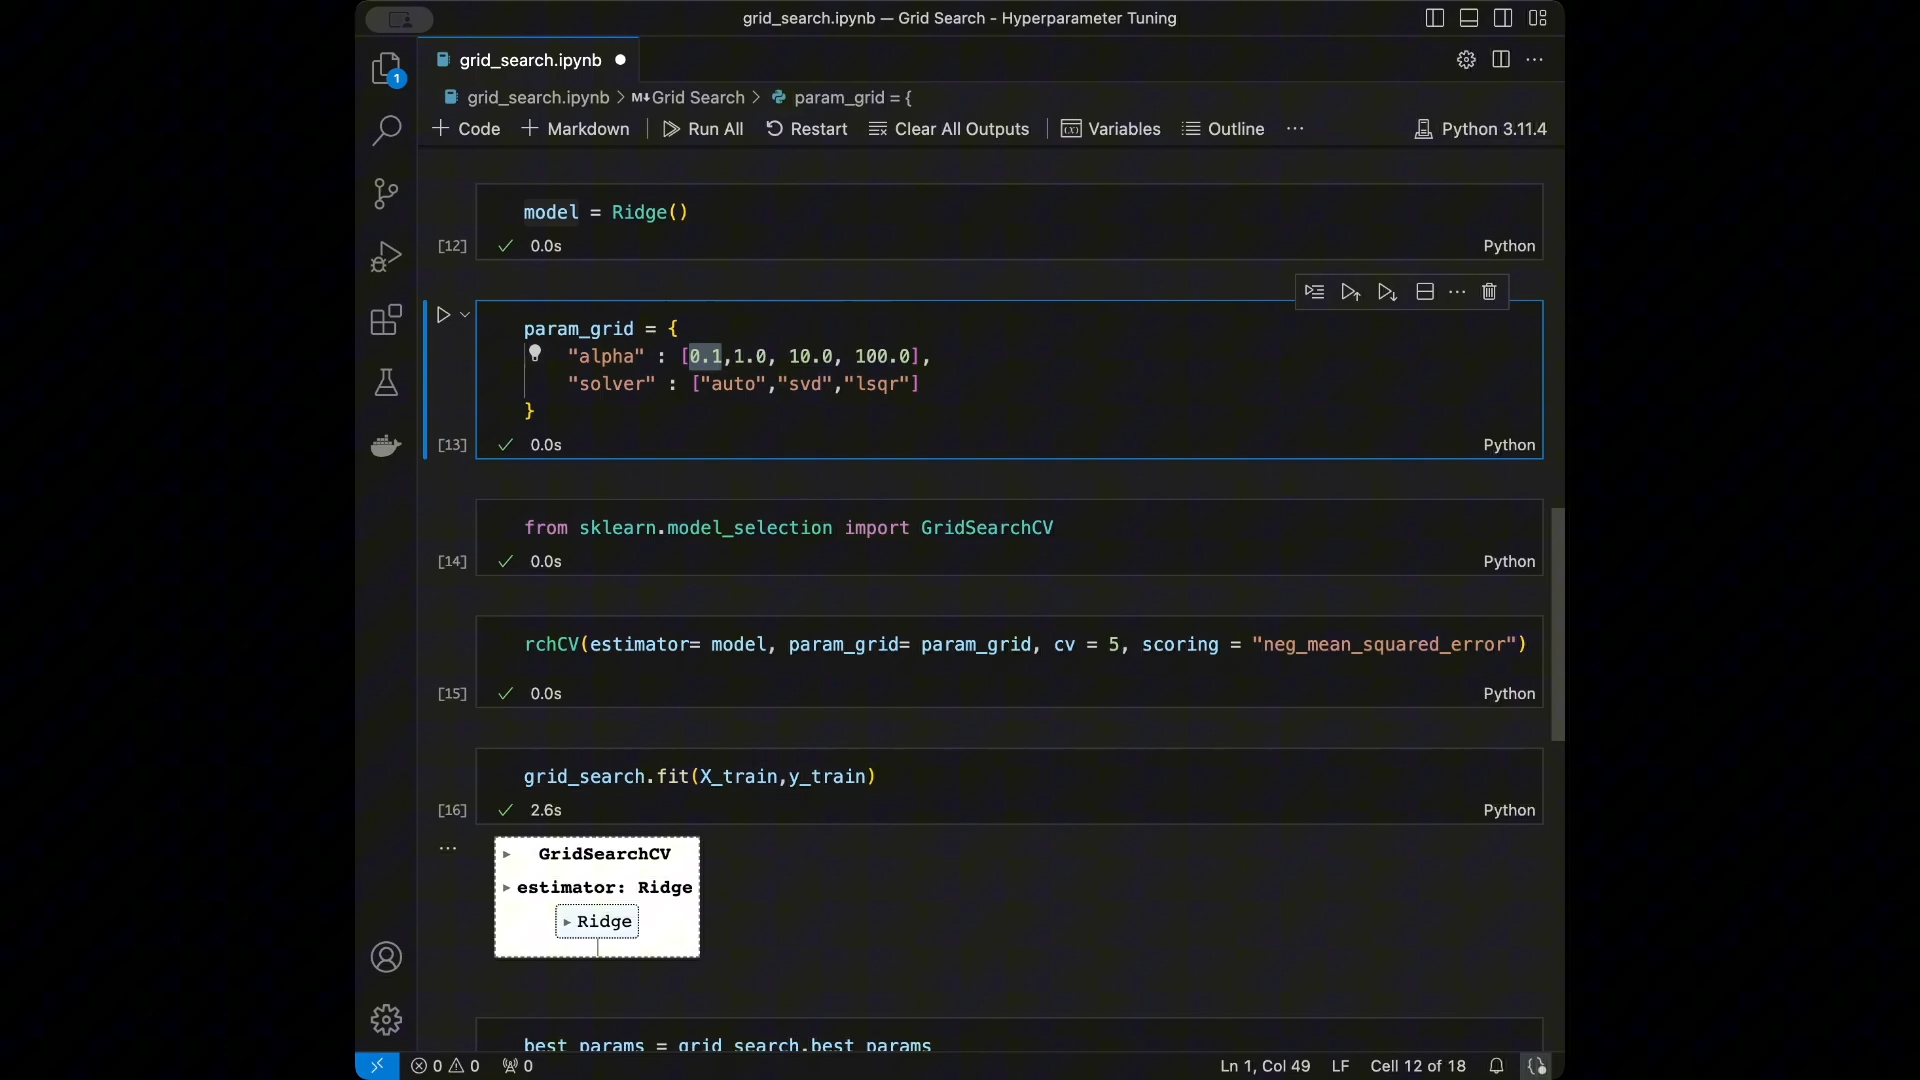 grid_search.ipynb — Grid Search - Hyperparameter Tuning
grid_search.ipynb
1
grid_search.ipynb > M↓Grid Search > param_grid = {
+ Code + Markdown Run All Restart Clear All Outputs Variables Outline ··· Python 3.11.4
model = Ridge()
[12] ✓ 0.0s Python
param_grid = {
"alpha" : [0.1,1.0, 10.0, 100.0],
"solver" : ["auto","svd","lsqr"]
}
[13] ✓ 0.0s Python
from sklearn.model_selection import GridSearchCV
[14] ✓ 0.0s Python
rchCV(estimator= model, param_grid= param_grid, cv = 5, scoring = "neg_mean_squared_error")
[15] ✓ 0.0s Python
grid_search.fit(X_train,y_train)
[16] ✓ 2.6s Python
GridSearchCV
estimator: Ridge
Ridge
best_params = grid_search.best_params
0 0 0 Ln 1, Col 49 LF Cell 12 of 18